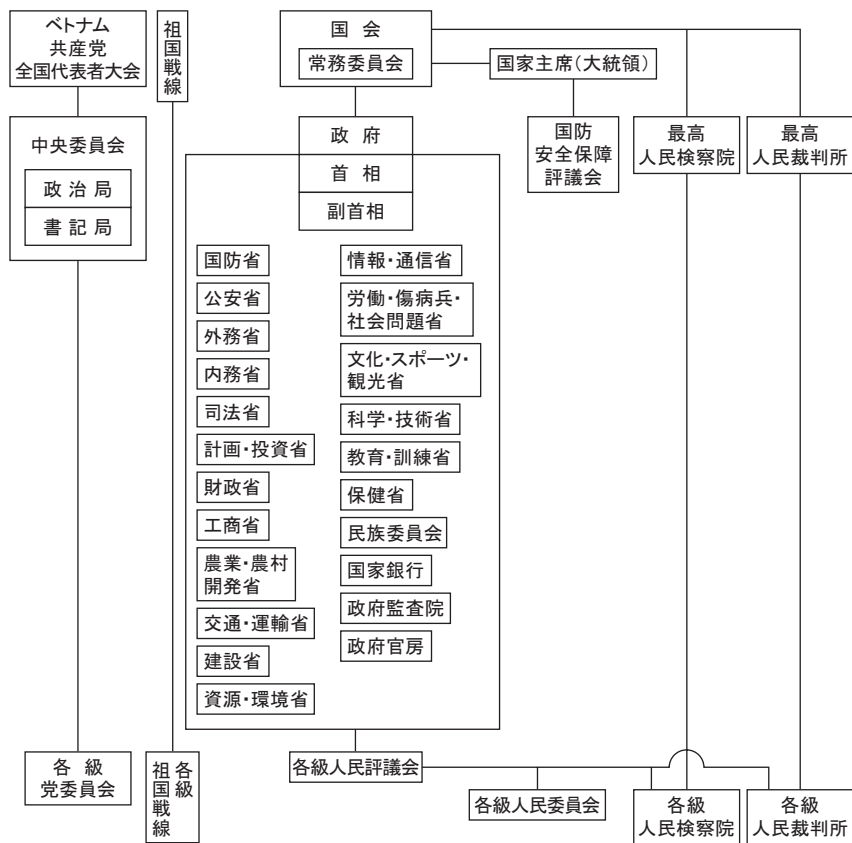 ベトナム
共産党
全国代表者大会
祖国戦線
国会
常務委員会
国家主席(大統領)
中央委員会
政治局
書記局
政府
首相
副首相
国防
安全保障
評議会
最高
人民検察院
最高
人民裁判所
国防省
公安省
外務省
内務省
司法省
計画・投資省
財政省
工商省
農業・農村
開発省
交通・運輸省
建設省
資源・環境省
情報・通信省
労働・傷病兵・
社会問題省
文化・スポーツ・
観光省
科学・技術省
教育・訓練省
保健省
民族委員会
国家銀行
政府監査院
政府官房
各級
党委員会
各級
祖国戦線
各級人民評議会
各級人民委員会
各級
人民検察院
各級
人民裁判所